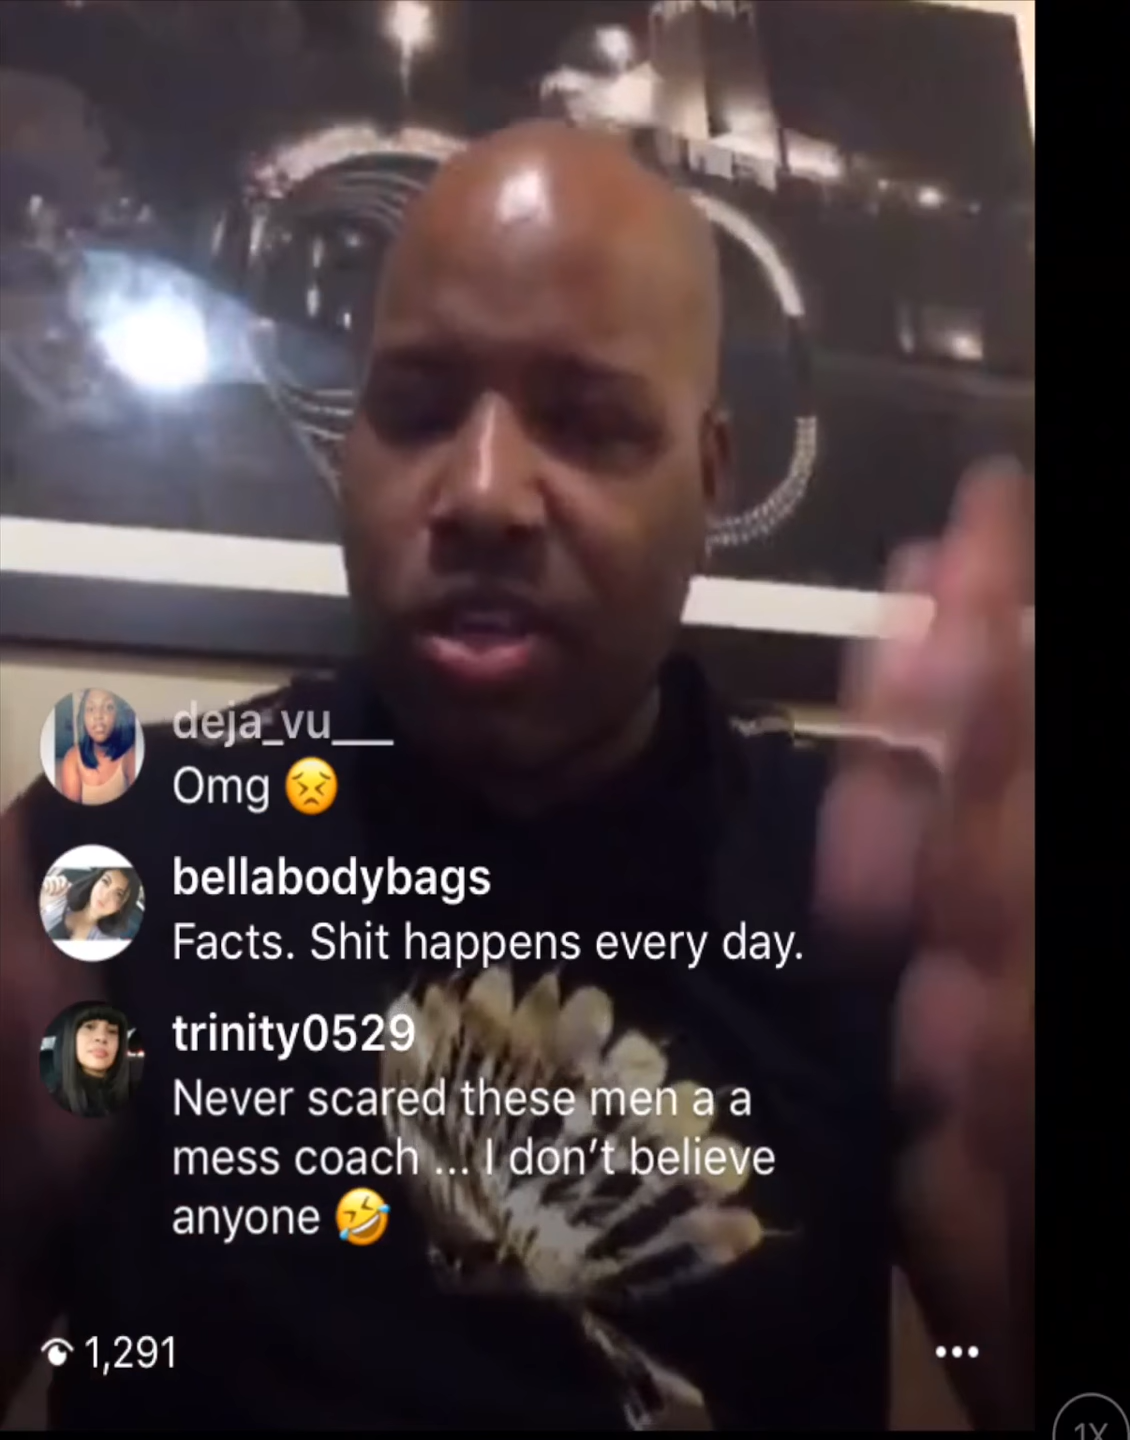 deja_vu__
Omg 😣
bellabodybags
Facts. Shit happens every day.
trinity0529
Never scared these men a a
mess coach ... I don’t believe
anyone 🤣
1,291
1X